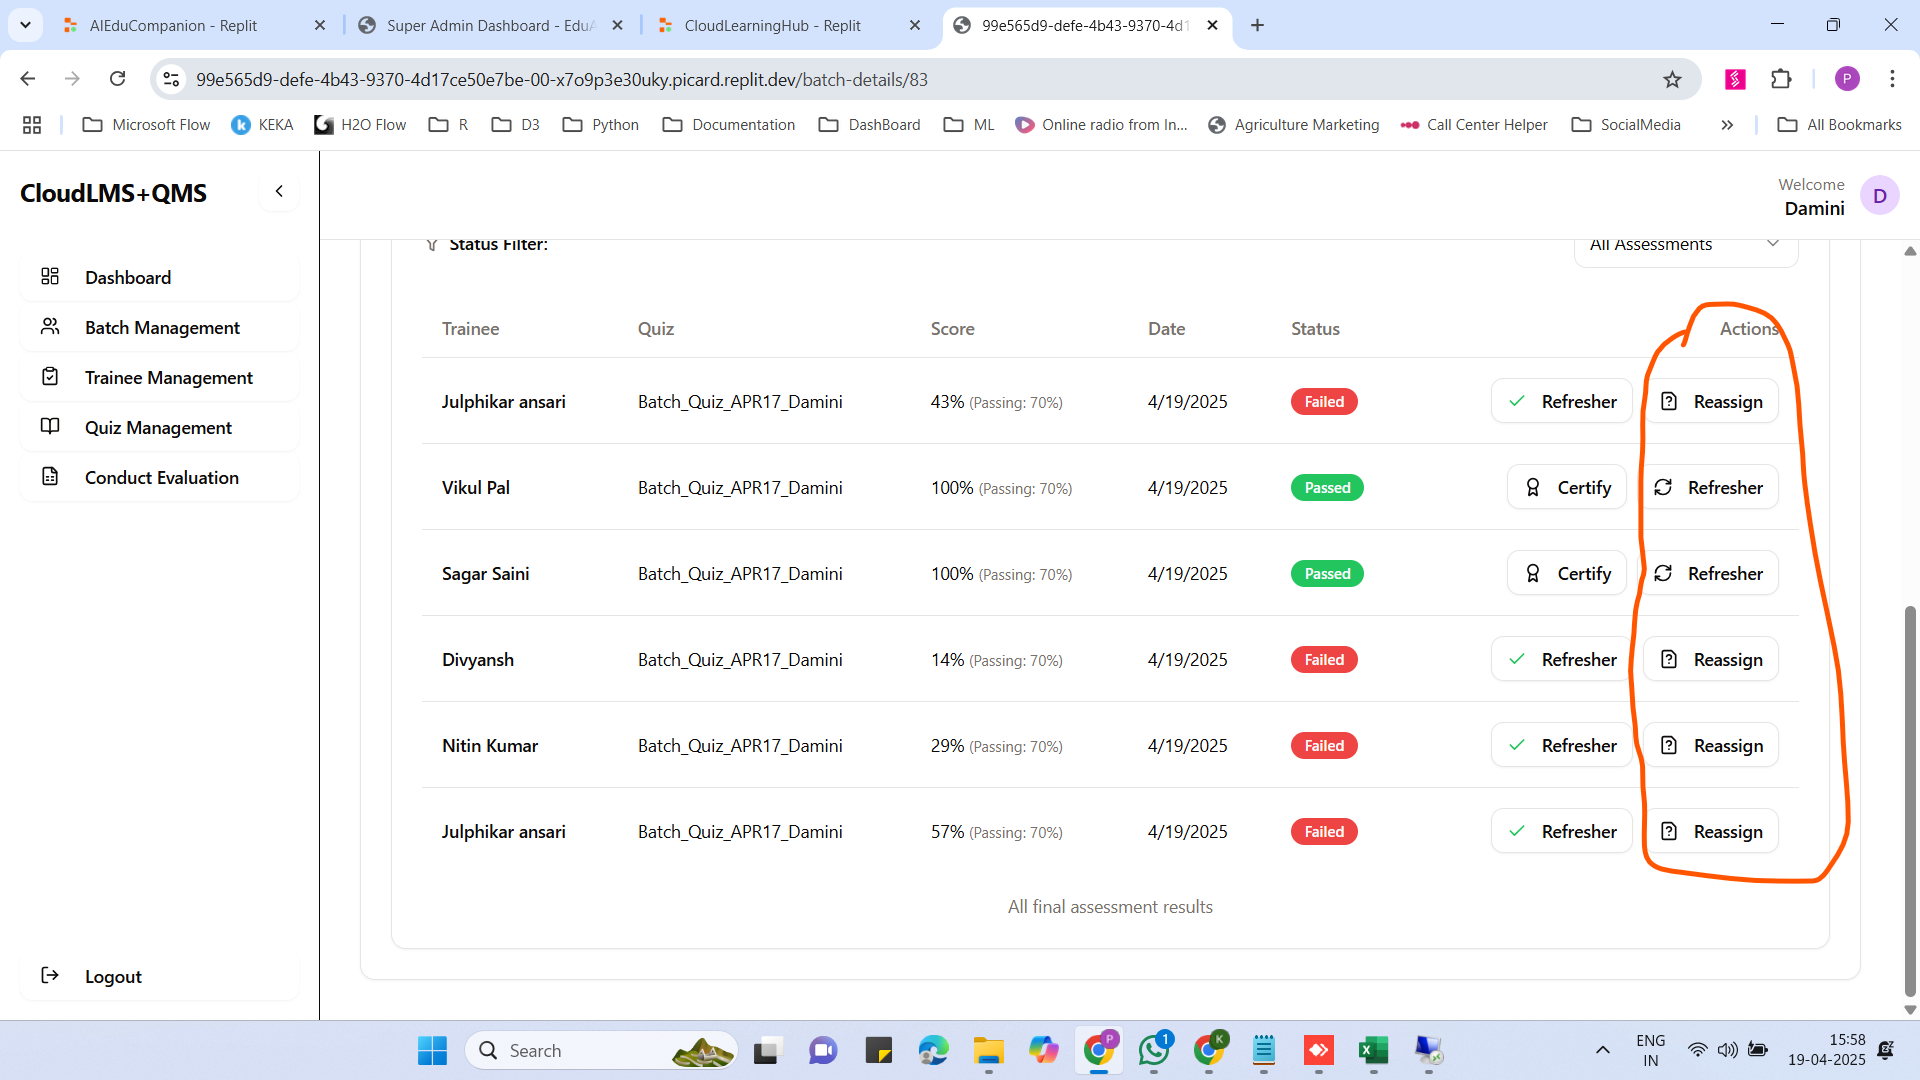 AIEduCompanion - Replit
Super Admin Dashboard - EduA
CloudLearningHub - Replit
99e565d9-defe-4b43-9370-4d1
99e565d9-defe-4b43-9370-4d17ce50e7be-00-x7o9p3e30uky.picard.replit.dev/batch-details/83
P
Microsoft Flow
KEKA
H2O Flow
R
D3
Python
Documentation
DashBoard
ML
Online radio from In...
Agriculture Marketing
Call Center Helper
SocialMedia
All Bookmarks
CloudLMS+QMS
Welcome
Damini
D
Dashboard
Batch Management
Trainee Management
Quiz Management
Conduct Evaluation
Logout
Status Filter:
All Assessments
Trainee Quiz Score Date Status Actions
Julphikar ansari Batch_Quiz_APR17_Damini 43% (Passing: 70%) 4/19/2025 Failed Refresher Reassign
Vikul Pal Batch_Quiz_APR17_Damini 100% (Passing: 70%) 4/19/2025 Passed Certify Refresher
Sagar Saini Batch_Quiz_APR17_Damini 100% (Passing: 70%) 4/19/2025 Passed Certify Refresher
Divyansh Batch_Quiz_APR17_Damini 14% (Passing: 70%) 4/19/2025 Failed Refresher Reassign
Nitin Kumar Batch_Quiz_APR17_Damini 29% (Passing: 70%) 4/19/2025 Failed Refresher Reassign
Julphikar ansari Batch_Quiz_APR17_Damini 57% (Passing: 70%) 4/19/2025 Failed Refresher Reassign
All final assessment results
Search
P
1
K
ENG
IN
15:58
19-04-2025